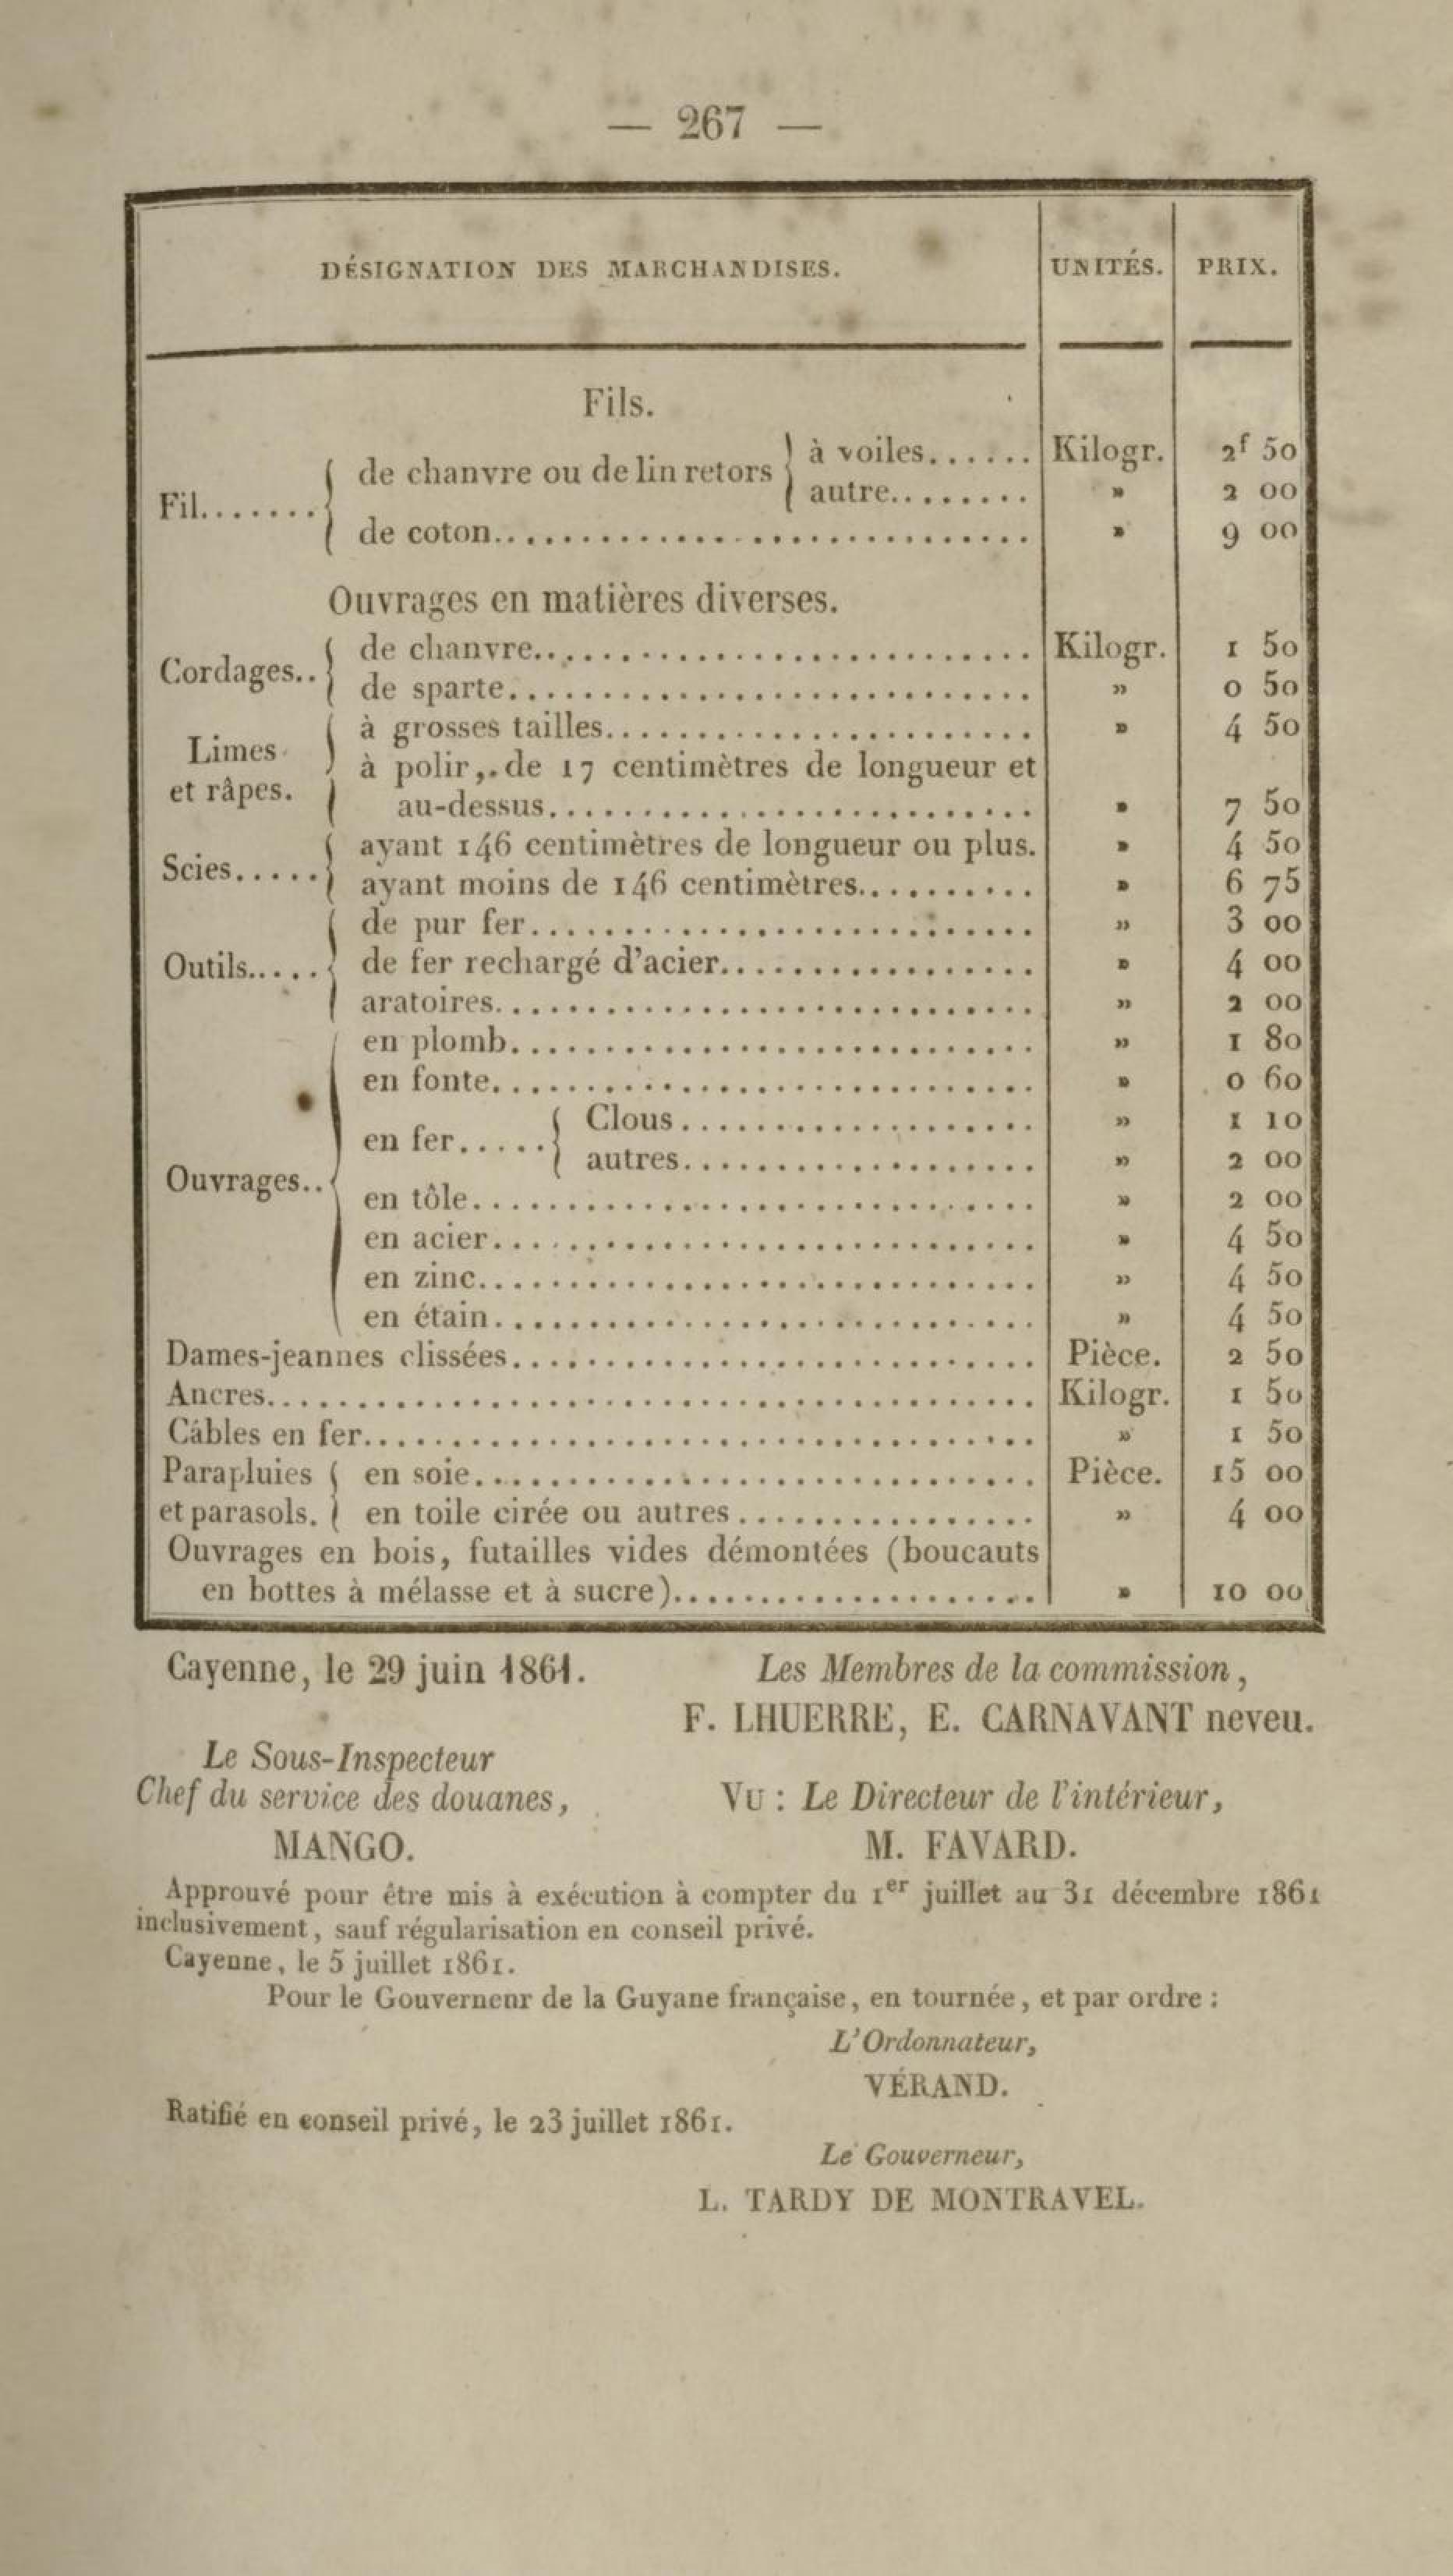 — 267 —
DÉSIGNATION DES MARCHANDISES. UNITÉS. PRIX.
Fils.
Fil....... de chanvre ou de lin retors à voiles...... Kilogr. 2f 50
autre........ » 2 00
de coton............................. » 9 00
Ouvrages en matières diverses.
Cordages.. de chanvre........................... Kilogr. 1 50
de sparte............................ » 0 50
Limes et râpes. à grosses tailles....................... » 4 50
à polir,.de 17 centimètres de longueur et
au-dessus.......................... » 7 50
Scies..... ayant 146 centimètres de longueur ou plus. » 4 50
ayant moins de 146 centimètres.......... » 6 75
Outils..... de pur fer........................... » 3 00
de fer rechargé d'acier................. » 4 00
aratoires............................. » 2 00
Ouvrages.. en plomb............................ » 1 80
en fonte............................. » 0 60
en fer..... Clous................... » 1 10
autres................... » 2 00
en tôle.............................. » 2 00
en acier............................. » 4 50
en zinc.............................. » 4 50
en étain............................. » 4 50
Dames-jeannes clissées............................ Pièce. 2 50
Ancres......................................... Kilogr. 1 50
Câbles en fer.................................... » 1 50
Parapluies et parasols. en soie.............................. Pièce. 15 00
en toile cirée ou autres................ » 4 00
Ouvrages en bois, futailles vides démontées (boucauts
en bottes à mélasse et à sucre)................... » 10 00
Cayenne, le 29 juin 1861.
Les Membres de la commission,
F. LHUERRE, E. CARNAVANT neveu.
Le Sous-Inspecteur
Chef du service des douanes,
MANGO.
Vu : Le Directeur de l'intérieur,
M. FAVARD.
Approuvé pour être mis à exécution à compter du 1er juillet au 31 décembre 1861
inclusivement, sauf régularisation en conseil privé.
Cayenne, le 5 juillet 1861.
Pour le Gouvernenr de la Guyane française, en tournée, et par ordre :
L'Ordonnateur,
VÉRAND.
Ratifié en conseil privé, le 23 juillet 1861.
Le Gouverneur,
L. TARDY DE MONTRAVEL.